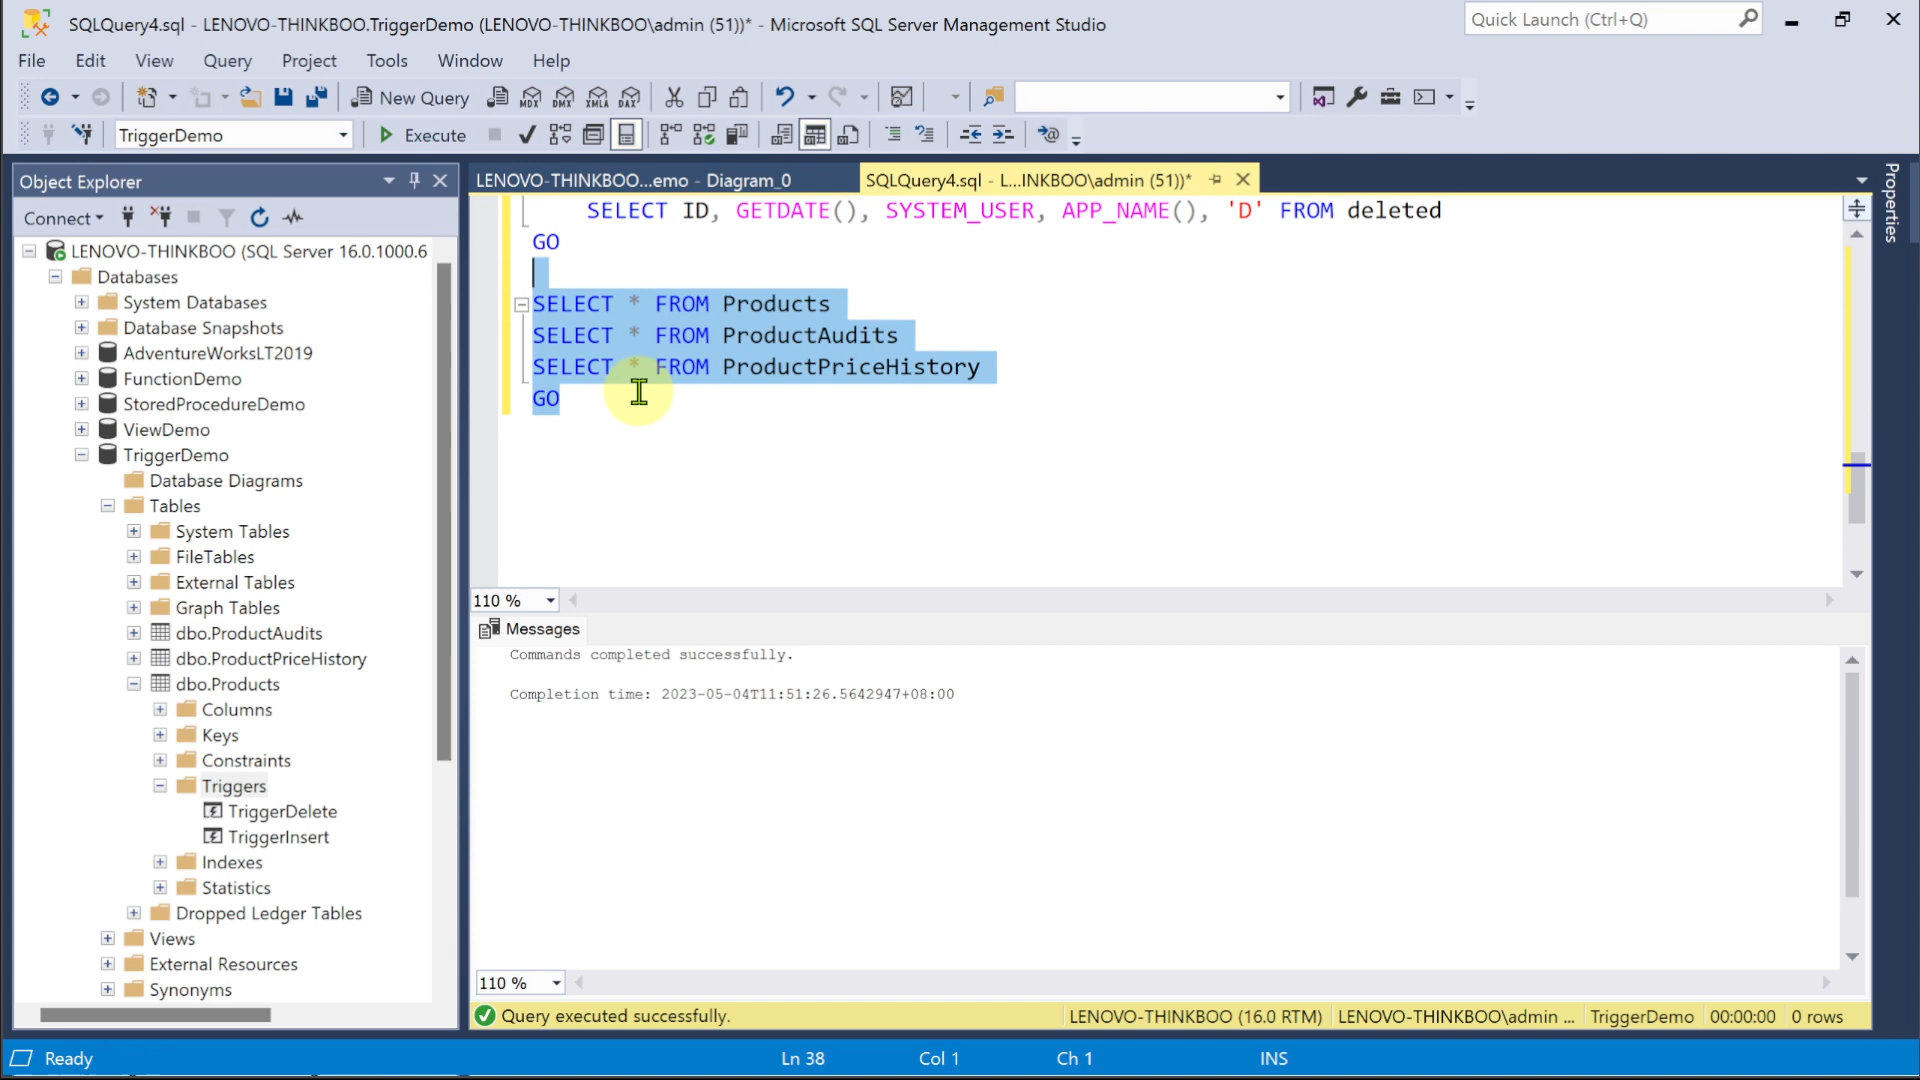 SQLQuery4.sql - LENOVO-THINKBOO.TriggerDemo (LENOVO-THINKBOO\admin (51))* - Microsoft SQL Server Management Studio
Quick Launch (Ctrl+Q)
File Edit View Query Project Tools Window Help
New Query MDX DMX XMLA DAX
TriggerDemo Execute
Object Explorer
Connect
LENOVO-THINKBOO (SQL Server 16.0.1000.6
Databases
System Databases
Database Snapshots
AdventureWorksLT2019
FunctionDemo
StoredProcedureDemo
ViewDemo
TriggerDemo
Database Diagrams
Tables
System Tables
FileTables
External Tables
Graph Tables
dbo.ProductAudits
dbo.ProductPriceHistory
dbo.Products
Columns
Keys
Constraints
Triggers
TriggerDelete
TriggerInsert
Indexes
Statistics
Dropped Ledger Tables
Views
External Resources
Synonyms
LENOVO-THINKBOO...emo - Diagram_0
SQLQuery4.sql - L...INKBOO\admin (51))*
SELECT ID, GETDATE(), SYSTEM_USER, APP_NAME(), 'D' FROM deleted
GO
SELECT * FROM Products
SELECT * FROM ProductAudits
SELECT * FROM ProductPriceHistory
GO
110 %
Messages
Commands completed successfully.
Completion time: 2023-05-04T11:51:26.5642947+08:00
110 %
Query executed successfully.
LENOVO-THINKBOO (16.0 RTM) LENOVO-THINKBOO\admin ... TriggerDemo 00:00:00 0 rows
Properties
Ready Ln 38 Col 1 Ch 1 INS